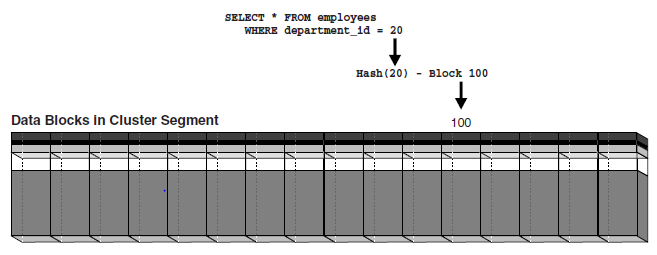 SELECT * FROM employees
WHERE department_id = 20
Hash(20) - Block 100
Data Blocks in Cluster Segment
100